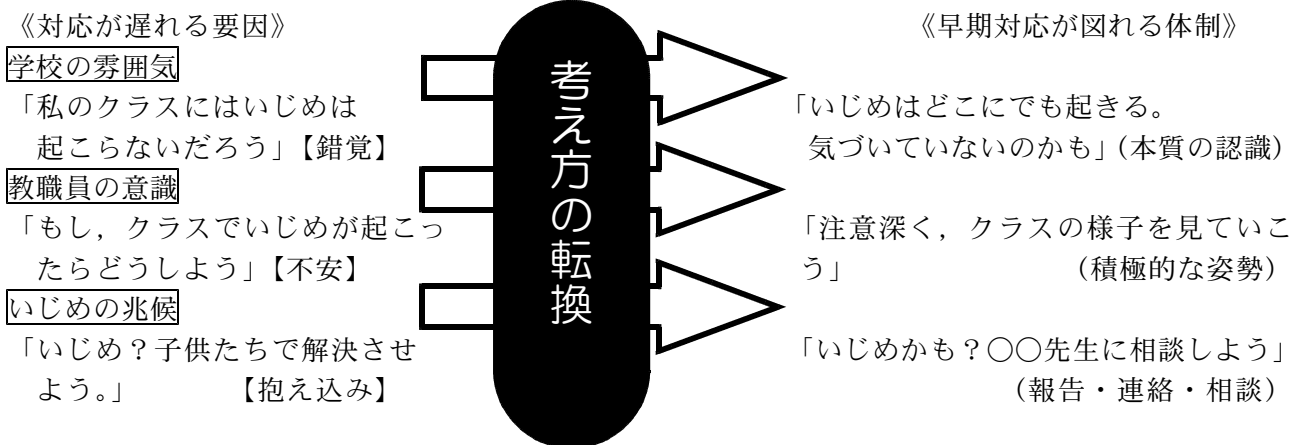 《対応が遅れる要因》
学校の雰囲気
「私のクラスにはいじめは
起こらないだろう」【錯覚】
教職員の意識
「もし，クラスでいじめが起こっ
たらどうしよう」【不安】
いじめの兆候
「いじめ？子供たちで解決させ
よう。」 【抱え込み】
考え方の転換
《早期対応が図れる体制》
「いじめはどこにでも起きる。
気づいていないのかも」（本質の認識）
「注意深く，クラスの様子を見ていこ
う」 （積極的な姿勢）
「いじめかも？○○先生に相談しよう」
（報告・連絡・相談）